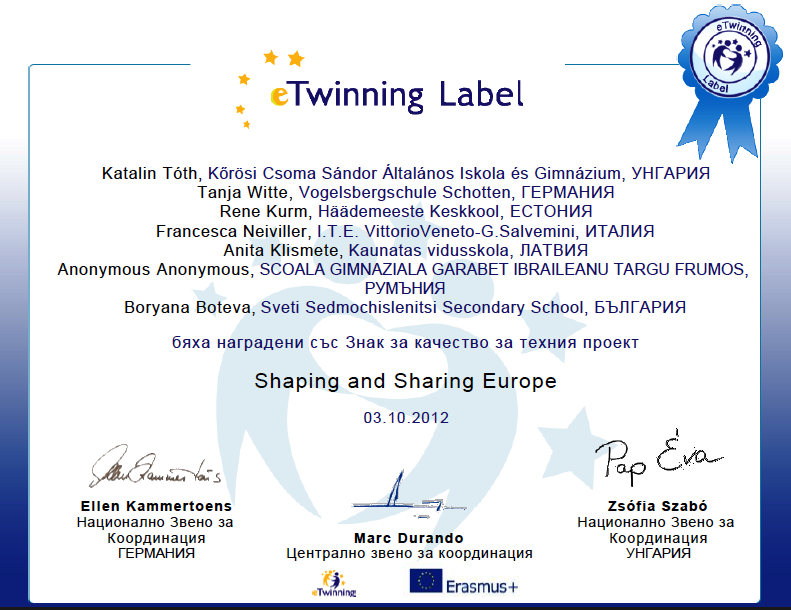 eTwinning
Label
eTwinning Label
Katalin Tóth, Kőrösi Csoma Sándor Általános Iskola és Gimnázium, УНГАРИЯ
Tanja Witte, Vogelsbergschule Schotten, ГЕРМАНИЯ
Rene Kurm, Häädemeeste Keskkool, ЕСТОНИЯ
Francesca Neiviller, I.T.E. VittorioVeneto-G.Salvemini, ИТАЛИЯ
Anita Klismete, Kaunatas vidusskola, ЛАТВИЯ
Anonymous Anonymous, SCOALA GIMNAZIALA GARABET IBRAILEANU TARGU FRUMOS,
РУМЪНИЯ
Boryana Boteva, Sveti Sedmochislenitsi Secondary School, БЪЛГАРИЯ
бяха наградени със Знак за качество за техния проект
Shaping and Sharing Europe
03.10.2012
Pap Éva
Ellen Kammertoens
Национално Звено за
Координация
ГЕРМАНИЯ
Marc Durando
Централно звено за координация
Zsófia Szabó
Национално Звено за
Координация
УНГАРИЯ
eTwinning
Erasmus+